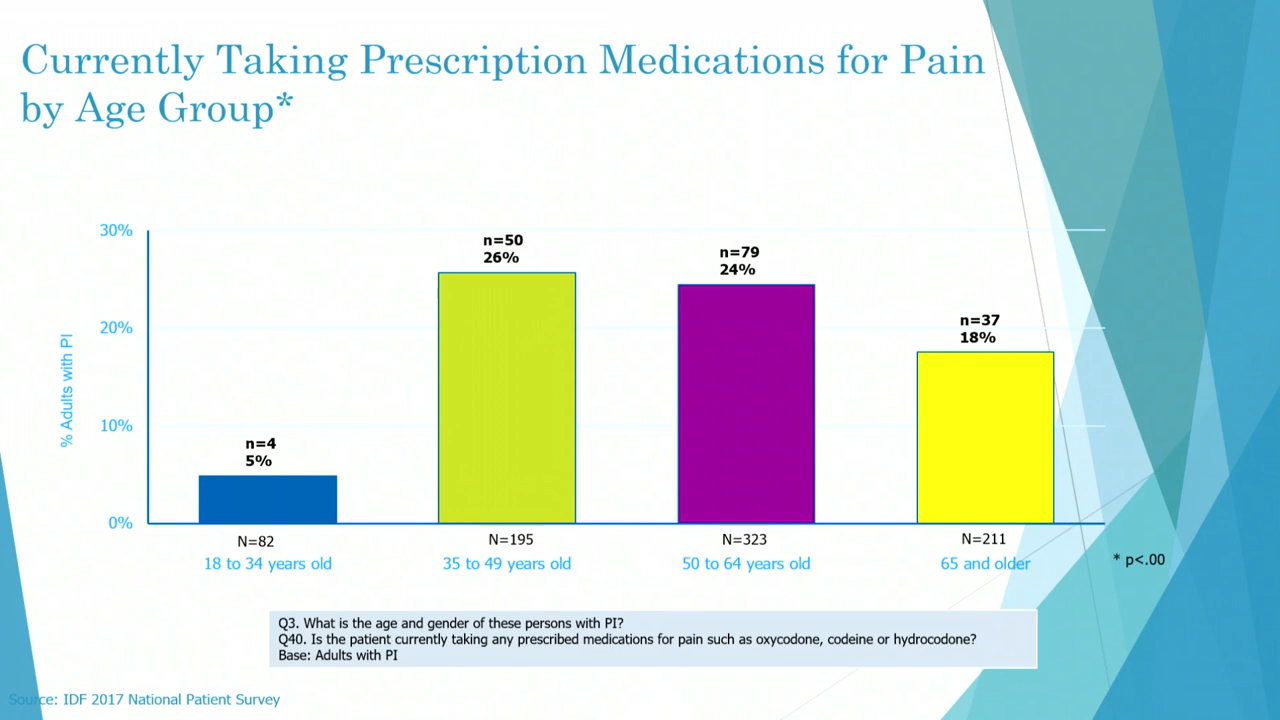 Currently Taking Prescription Medications for Pain
by Age Group*
30%
20%
10%
0%
% Adults with PI
n=4
5%
n=50
26%
n=79
24%
n=37
18%
N=82
N=195
N=323
N=211
18 to 34 years old
35 to 49 years old
50 to 64 years old
65 and older
* p<.00
Q3. What is the age and gender of these persons with PI?
Q40. Is the patient currently taking any prescribed medications for pain such as oxycodone, codeine or hydrocodone?
Base: Adults with PI
Source: IDF 2017 National Patient Survey